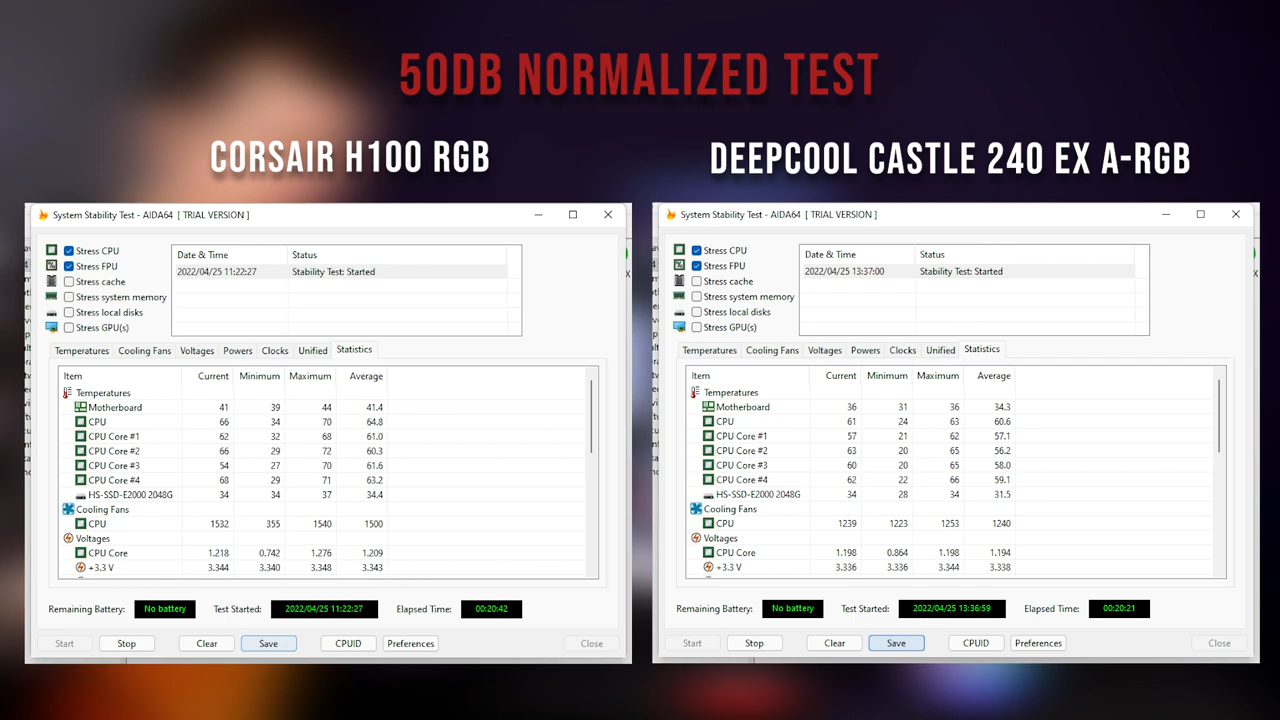 50DB NORMALIZED TEST
CORSAIR H100 RGB
System Stability Test - AIDA64 [ TRIAL VERSION ]
Stress CPU
Stress FPU
Stress cache
Stress system memory
Stress local disks
Stress GPU(s)
Date & Time Status
2022/04/25 11:22:27 Stability Test: Started
Temperatures Cooling Fans Voltages Powers Clocks Unified Statistics
Item Current Minimum Maximum Average
Temperatures
Motherboard 41 39 44 41.4
CPU 66 34 70 64.8
CPU Core #1 62 32 68 61.0
CPU Core #2 66 29 72 60.3
CPU Core #3 54 27 70 61.6
CPU Core #4 68 29 71 63.2
HS-SSD-E2000 2048G 34 34 37 34.4
Cooling Fans
CPU 1532 355 1540 1500
Voltages
CPU Core 1.218 0.742 1.276 1.209
+3.3 V 3.344 3.340 3.348 3.343
Remaining Battery: No battery Test Started: 2022/04/25 11:22:27 Elapsed Time: 00:20:42
Start Stop Clear Save CPUID Preferences Close
DEEPCOOL CASTLE 240 EX A-RGB
System Stability Test - AIDA64 [ TRIAL VERSION ]
Stress CPU
Stress FPU
Stress cache
Stress system memory
Stress local disks
Stress GPU(s)
Date & Time Status
2022/04/25 13:37:00 Stability Test: Started
Temperatures Cooling Fans Voltages Powers Clocks Unified Statistics
Item Current Minimum Maximum Average
Temperatures
Motherboard 36 31 36 34.3
CPU 61 24 63 60.6
CPU Core #1 57 21 62 57.1
CPU Core #2 63 20 65 56.2
CPU Core #3 60 20 65 58.0
CPU Core #4 62 22 66 59.1
HS-SSD-E2000 2048G 34 28 34 31.5
Cooling Fans
CPU 1239 1223 1253 1240
Voltages
CPU Core 1.198 0.864 1.198 1.194
+3.3 V 3.336 3.336 3.344 3.338
Remaining Battery: No battery Test Started: 2022/04/25 13:36:59 Elapsed Time: 00:20:21
Start Stop Clear Save CPUID Preferences Close